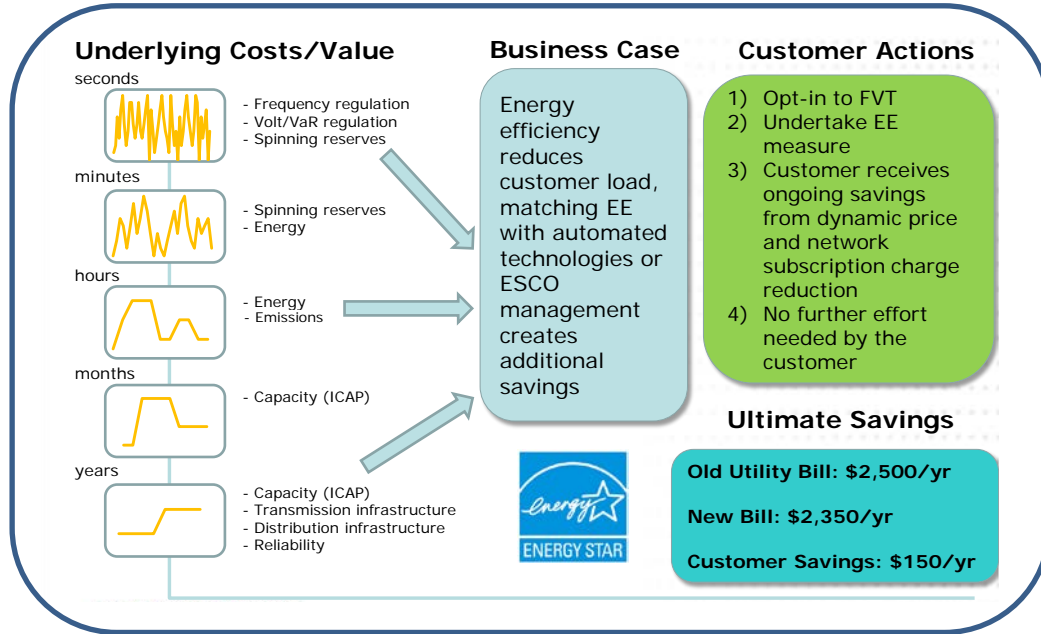 Underlying Costs/Value
seconds
- Frequency regulation
- Volt/VaR regulation
- Spinning reserves
minutes
- Spinning reserves
- Energy
hours
- Energy
- Emissions
months
- Capacity (ICAP)
years
- Capacity (ICAP)
- Transmission infrastructure
- Distribution infrastructure
- Reliability
Business Case
Energy
efficiency
reduces
customer load,
matching EE
with automated
technologies or
ESCO
management
creates
additional
savings
energy
ENERGY STAR
Customer Actions
1) Opt-in to FVT
2) Undertake EE
measure
3) Customer receives
ongoing savings
from dynamic price
and network
subscription charge
reduction
4) No further effort
needed by the
customer
Ultimate Savings
Old Utility Bill: $2,500/yr
New Bill: $2,350/yr
Customer Savings: $150/yr